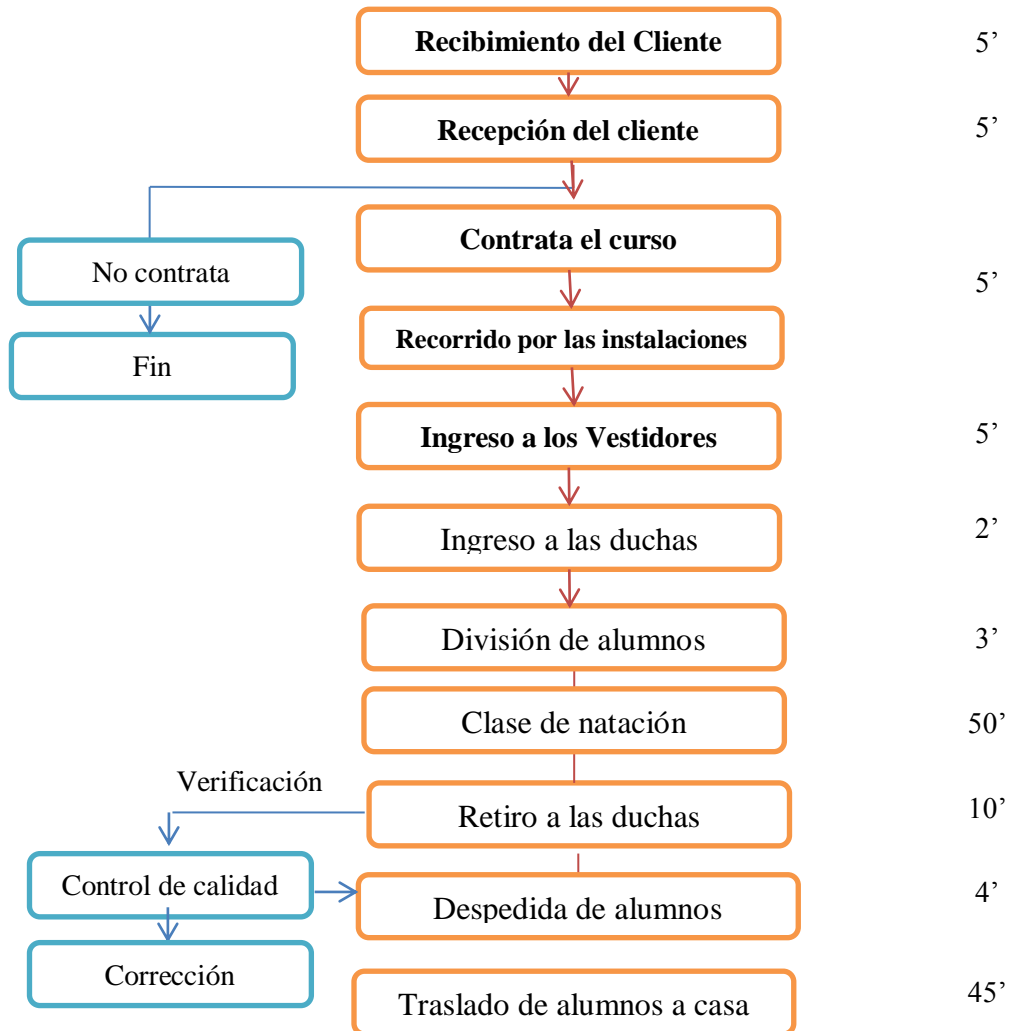 Recibimiento del Cliente 5’
Recepción del cliente 5’
Contrata el curso
No contrata 5’
Recorrido por las instalaciones
Fin
Ingreso a los Vestidores 5’
Ingreso a las duchas 2’
División de alumnos 3’
Clase de natación 50’
Verificación
Retiro a las duchas 10’
Control de calidad
Despedida de alumnos 4’
Corrección
Traslado de alumnos a casa 45’